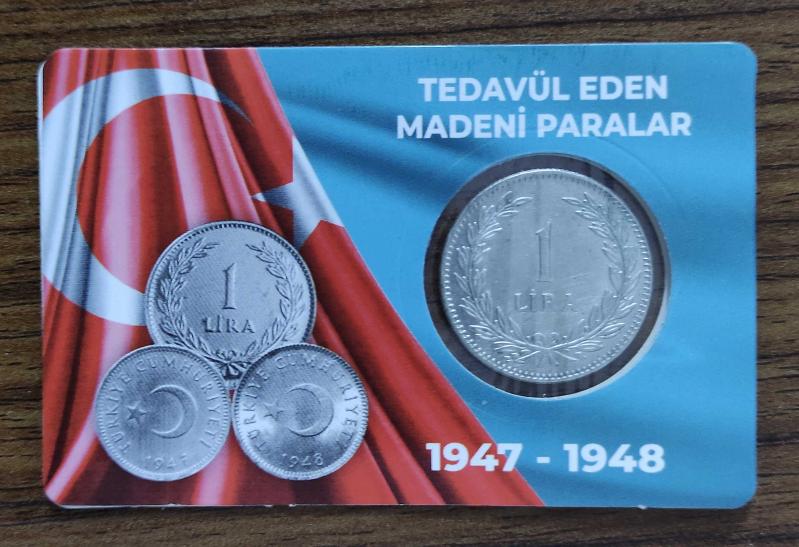 TEDAVÜL EDEN
MADENİ PARALAR
1
LİRA
1
LİRA
TÜRKİYE CUMHURİYETİ
1947
TÜRKİYE CUMHURİYETİ
1948
1947 - 1948